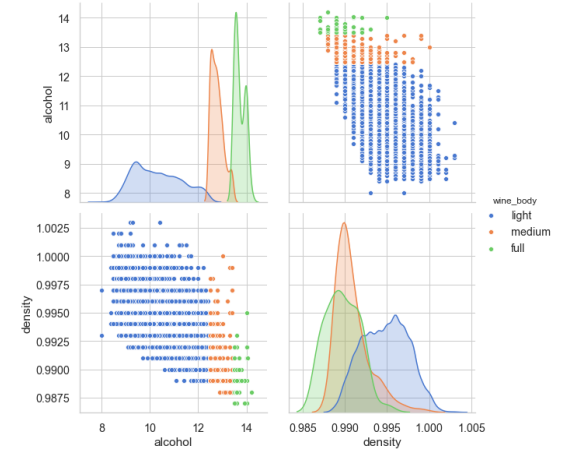 14
13
12
11
10
9
8
alcohol
wine_body
light
medium
full
1.0025
1.0000
0.9975
0.9950
0.9925
0.9900
0.9875
density
8 10 12 14
alcohol
0.985 0.990 0.995 1.000 1.005
density